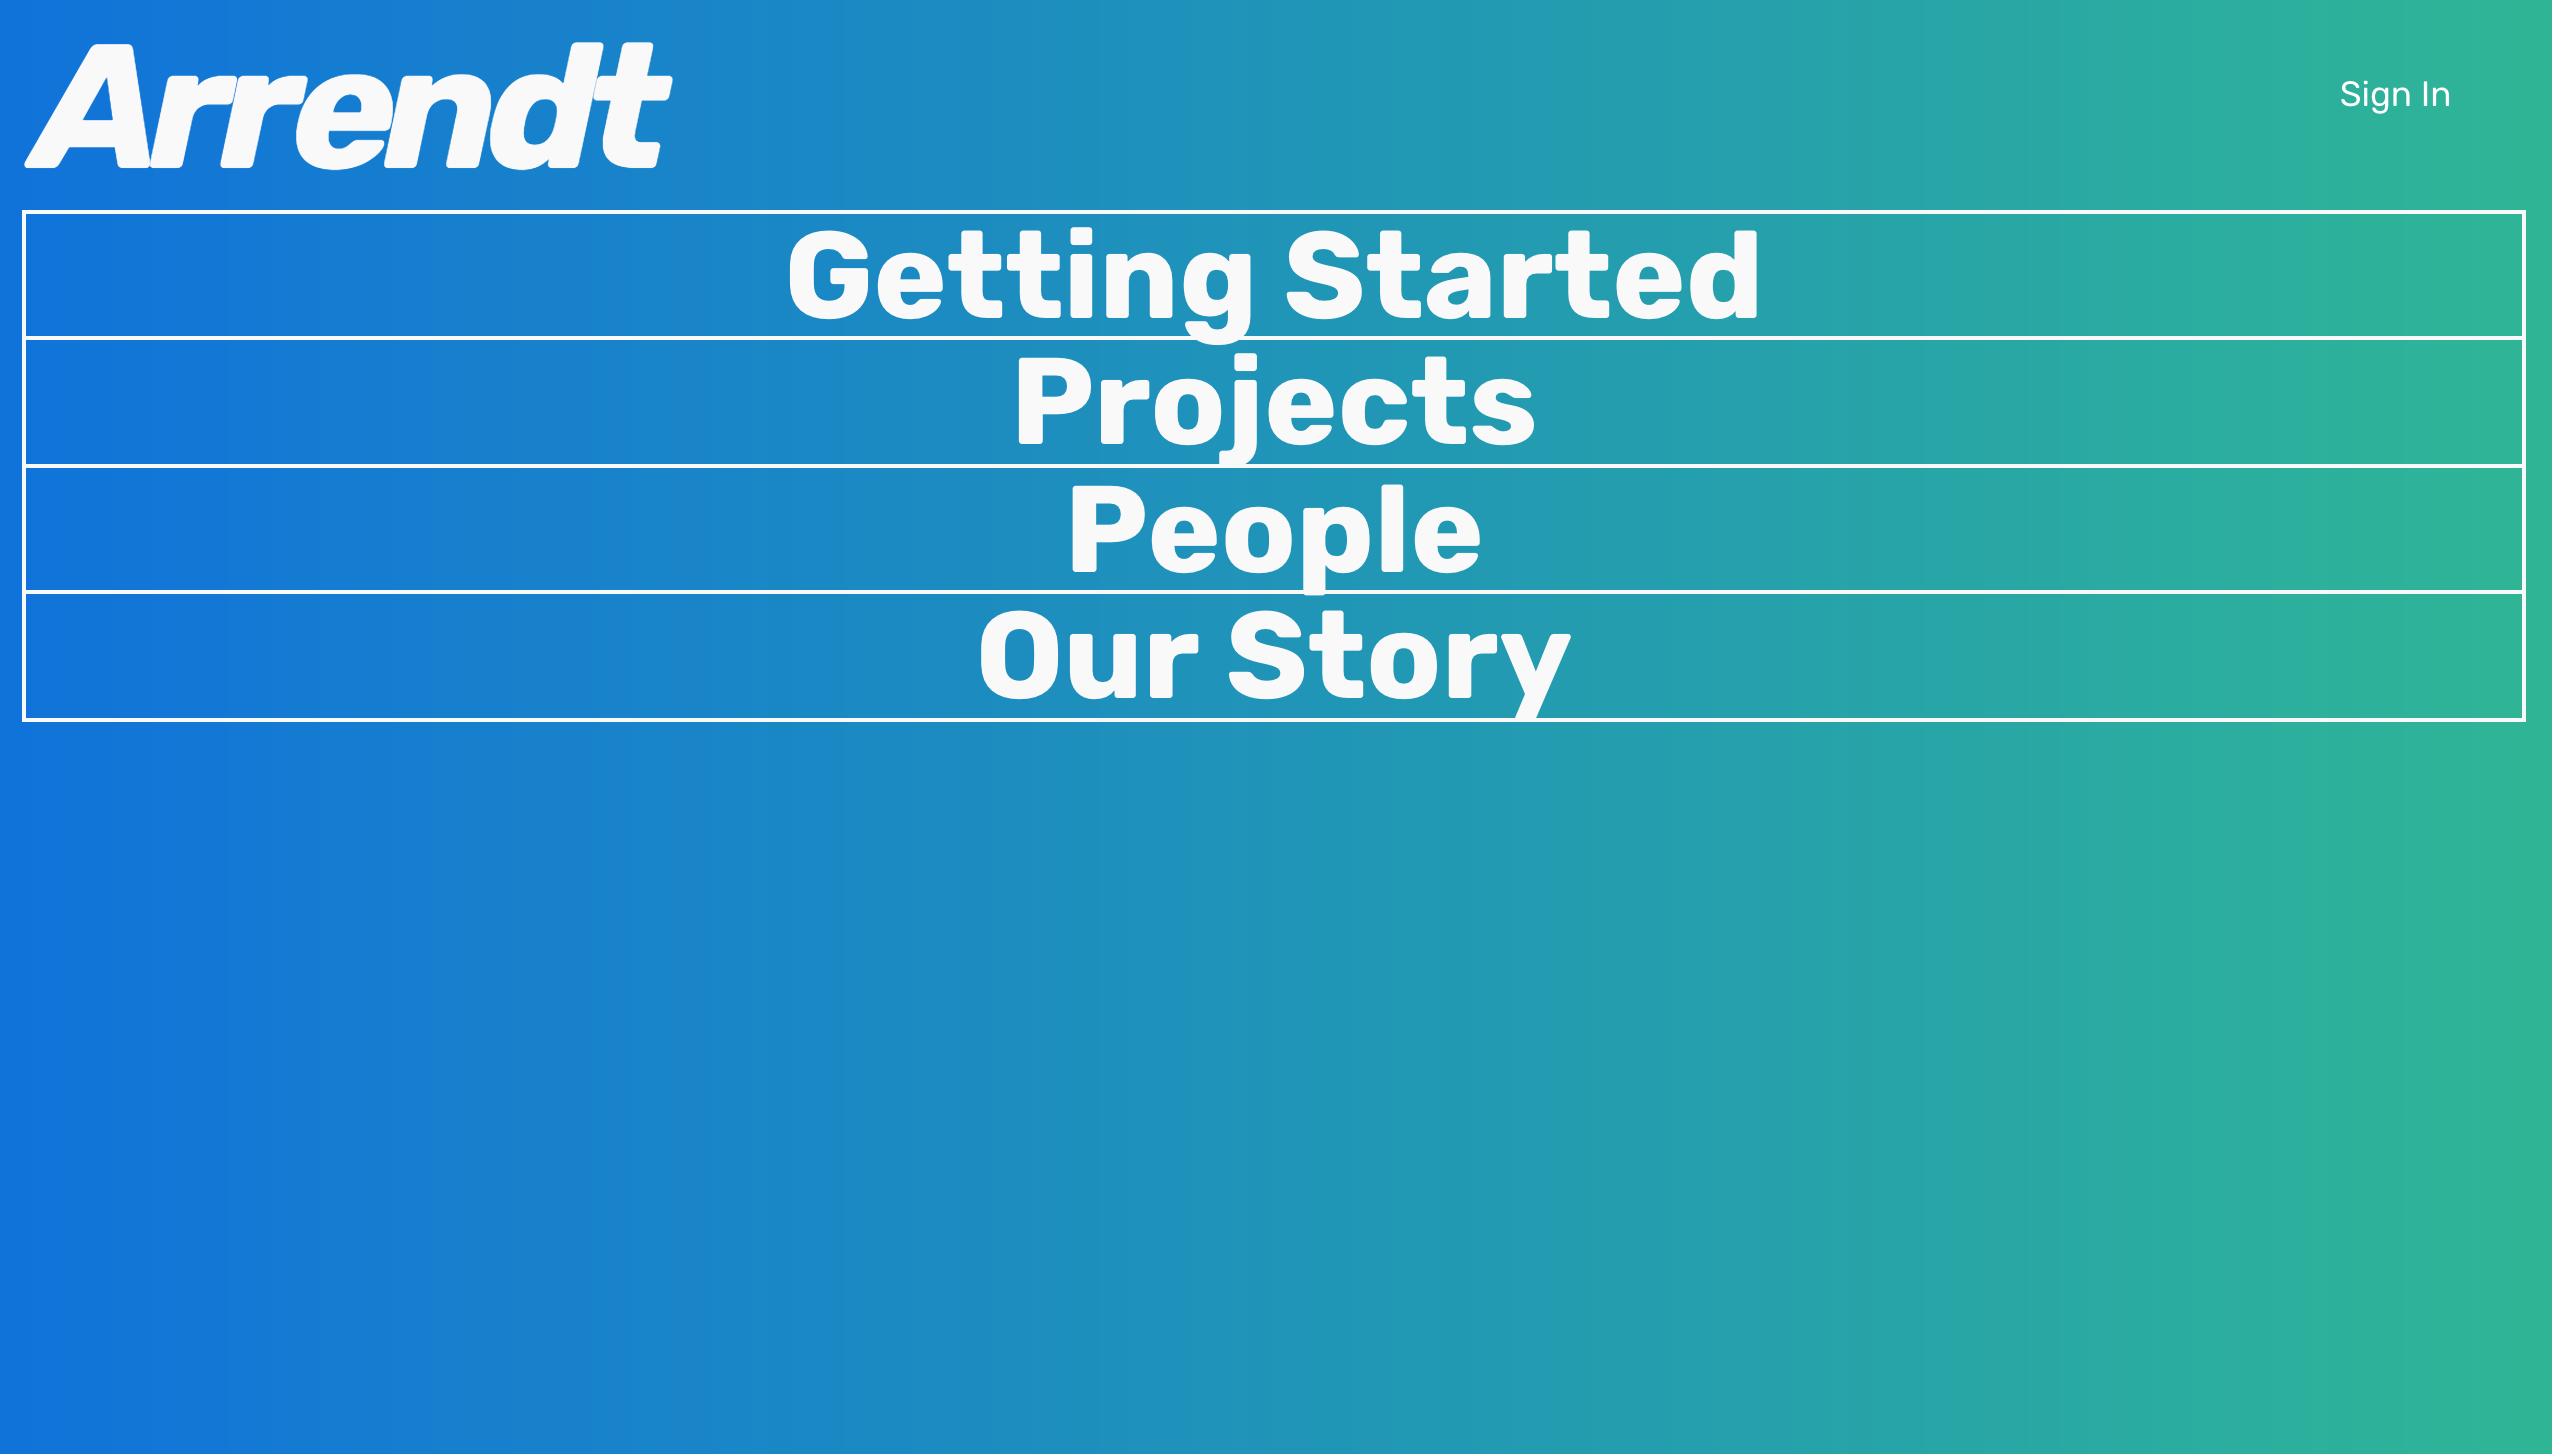 Arrendt
Sign In
Getting Started
Projects
People
Our Story